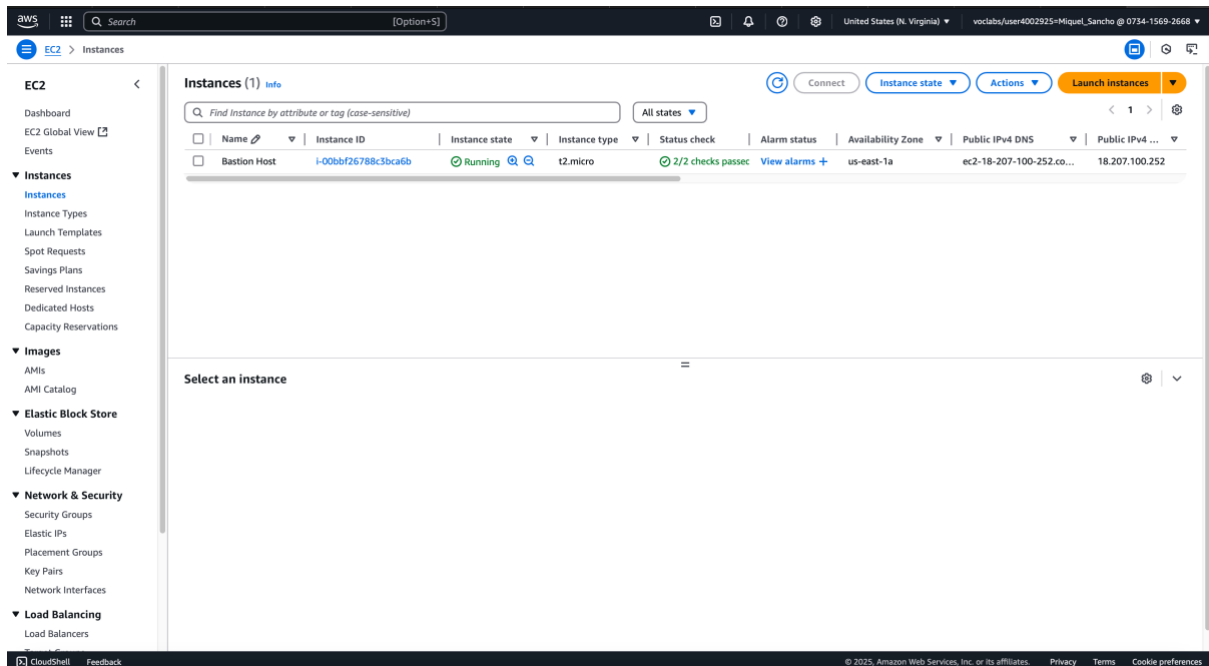 aws Search [Option+S] United States (N. Virginia) voclabs/user4002925=Miquel_Sancho @ 0734-1569-2668
EC2 > Instances
EC2
Dashboard
EC2 Global View
Events
Instances
Instances
Instance Types
Launch Templates
Spot Requests
Savings Plans
Reserved Instances
Dedicated Hosts
Capacity Reservations
Images
AMIs
AMI Catalog
Elastic Block Store
Volumes
Snapshots
Lifecycle Manager
Network & Security
Security Groups
Elastic IPs
Placement Groups
Key Pairs
Network Interfaces
Load Balancing
Load Balancers
Instances (1) Info Connect Instance state Actions Launch instances
Find Instance by attribute or tag (case-sensitive) All states 1
Name Instance ID Instance state Instance type Status check Alarm status Availability Zone Public IPv4 DNS Public IPv4 ...
Bastion Host i-00bbf26788c3bca6b Running t2.micro 2/2 checks passec View alarms + us-east-1a ec2-18-207-100-252.co... 18.207.100.252
Select an instance
CloudShell Feedback © 2025, Amazon Web Services, Inc. or its affiliates. Privacy Terms Cookie preferences